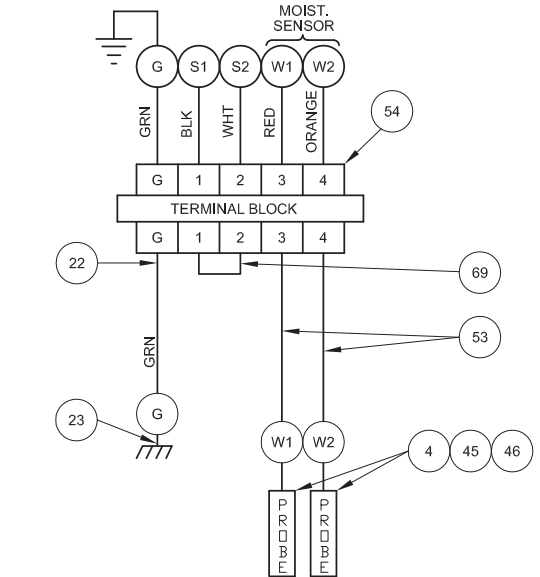 MOIST.
SENSOR
G S1 S2 W1 W2
GRN BLK WHT RED ORANGE
54
G 1 2 3 4
TERMINAL BLOCK
G 1 2 3 4
22
69
53
GRN
G
23
W1 W2
4 45 46
PROBE PROBE